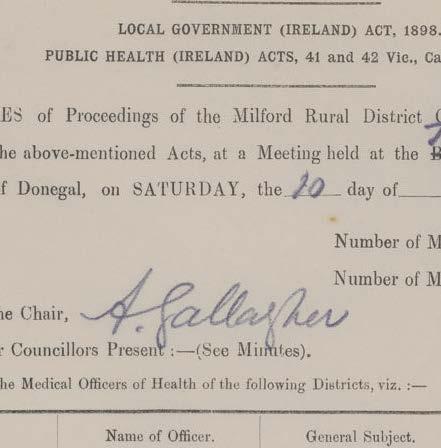 LOCAL GOVERNMENT (IRELAND) ACT, 1898.
PUBLIC HEALTH (IRELAND) ACTS, 41 and 42 Vic., Ca
ES of Proceedings of the Milford Rural District
he above-mentioned Acts, at a Meeting held at the
f Donegal, on SATURDAY, the 10 day of
Number of M
Number of M
he Chair, A. Gallagher
r Councillors Present :—(See Minutes).
he Medical Officers of Health of the following Districts, viz. :—
Name of Officer. General Subject.